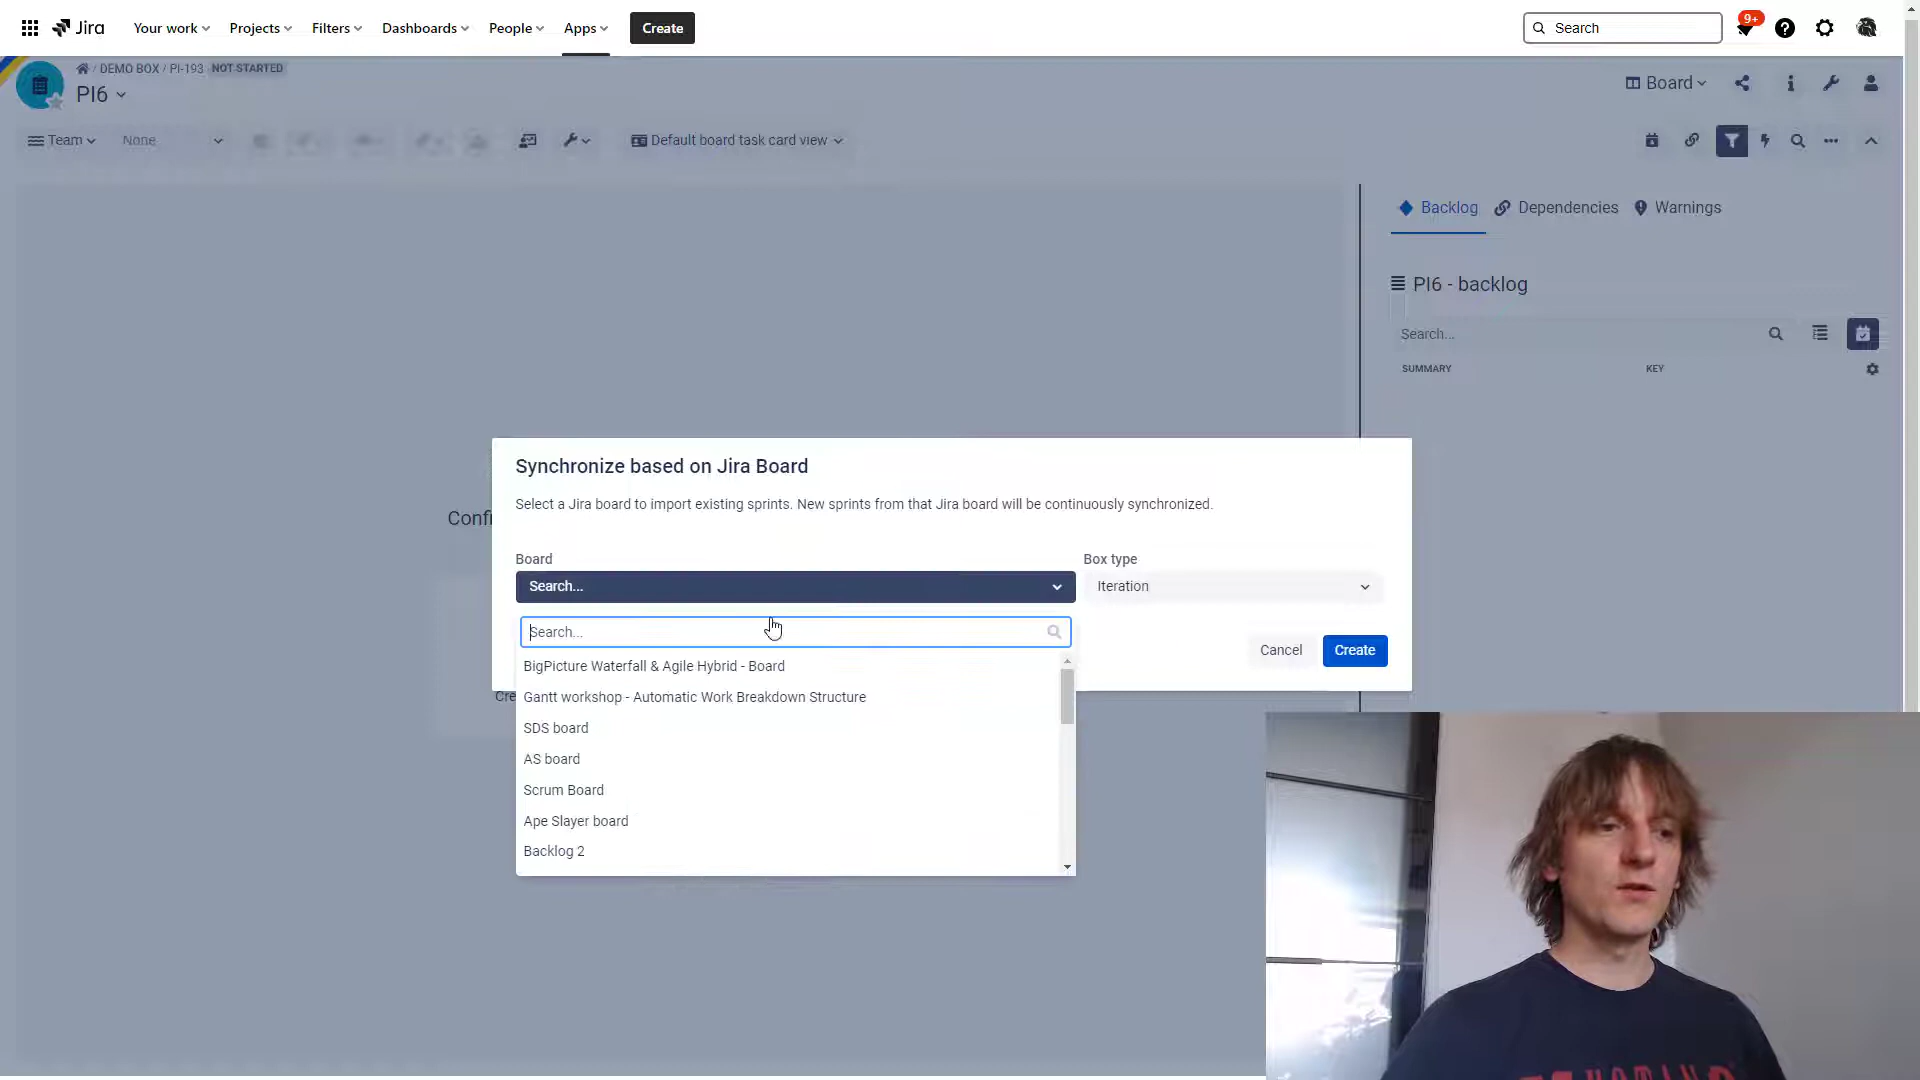 Jira Your work Projects Filters Dashboards People Apps Create Search 9+
/ DEMO BOX / PI-193 NOT STARTED
PI6
Board
Team None Default board task card view
Backlog Dependencies Warnings
PI6 - backlog
Search...
SUMMARY KEY
Synchronize based on Jira Board
Select a Jira board to import existing sprints. New sprints from that Jira board will be continuously synchronized.
Confi
Board Box type
Search... Iteration
Search...
Cancel Create
BigPicture Waterfall & Agile Hybrid - Board
Cre
Gantt workshop - Automatic Work Breakdown Structure
SDS board
AS board
Scrum Board
Ape Slayer board
Backlog 2